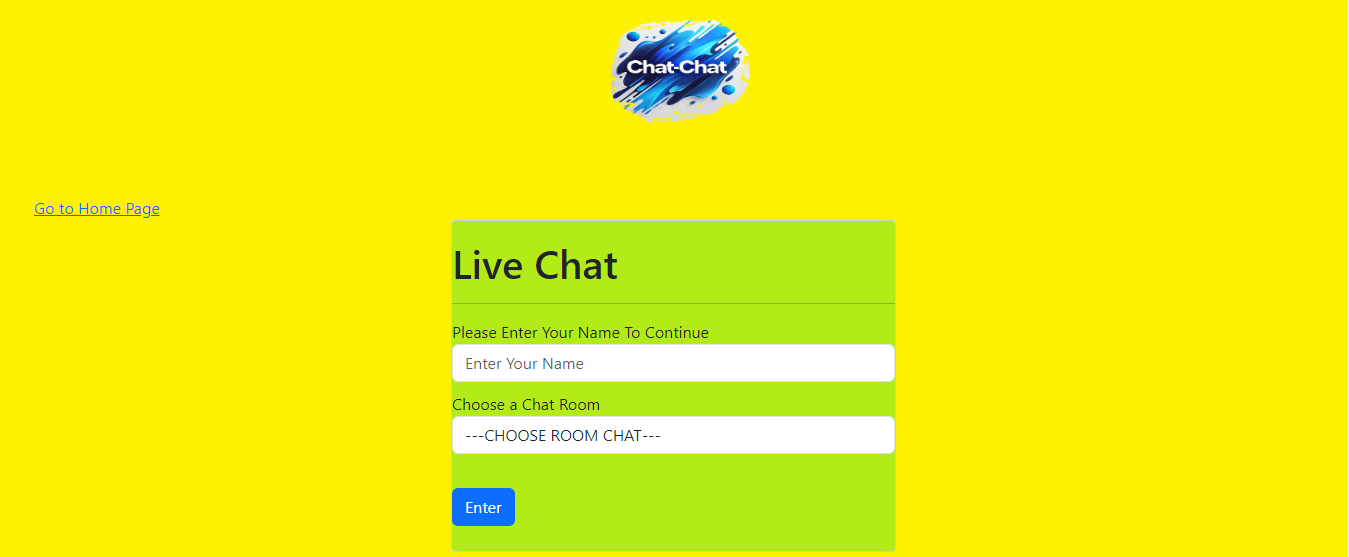 Chat-Chat
Go to Home Page
Live Chat
Please Enter Your Name To Continue
Enter Your Name
Choose a Chat Room
---CHOOSE ROOM CHAT---
Enter